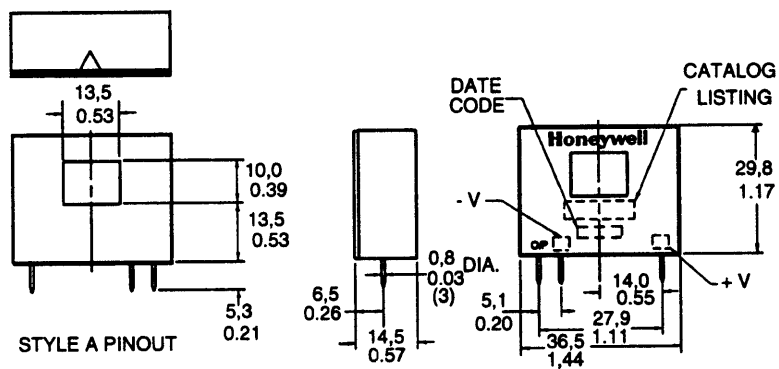 13,5
0.53
10,0
0.39
13,5
0.53
5,3
0.21
STYLE A PINOUT
0,8
0.03 DIA.
(3)
6,5
0.26
14,5
0.57
DATE
CODE
CATALOG
LISTING
Honeywell
- V
O/P
29,8
1.17
+ V
14,0
0.55
5,1
0.20
27,9
1.11
36,5
1,44